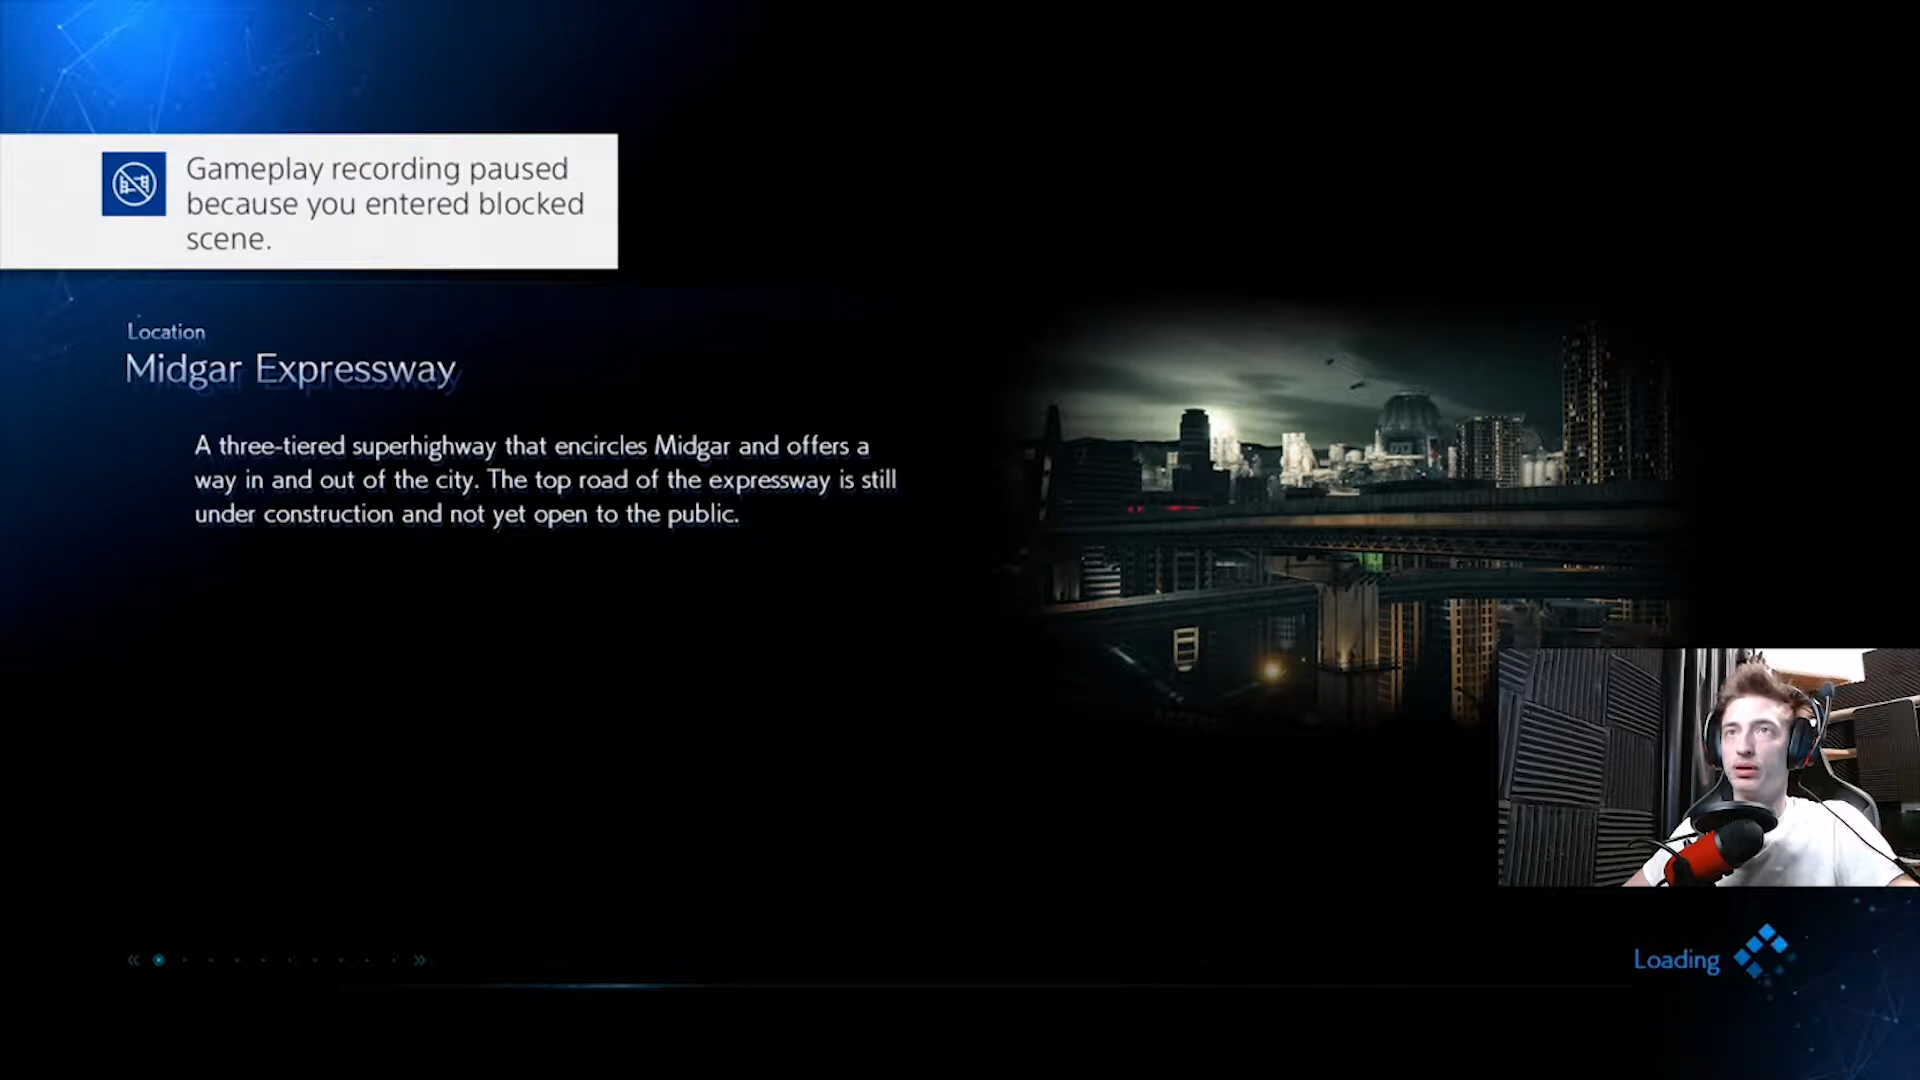 Gameplay recording paused
because you entered blocked
scene.
Location
Midgar Expressway
A three-tiered superhighway that encircles Midgar and offers a
way in and out of the city. The top road of the expressway is still
under construction and not yet open to the public.
Loading